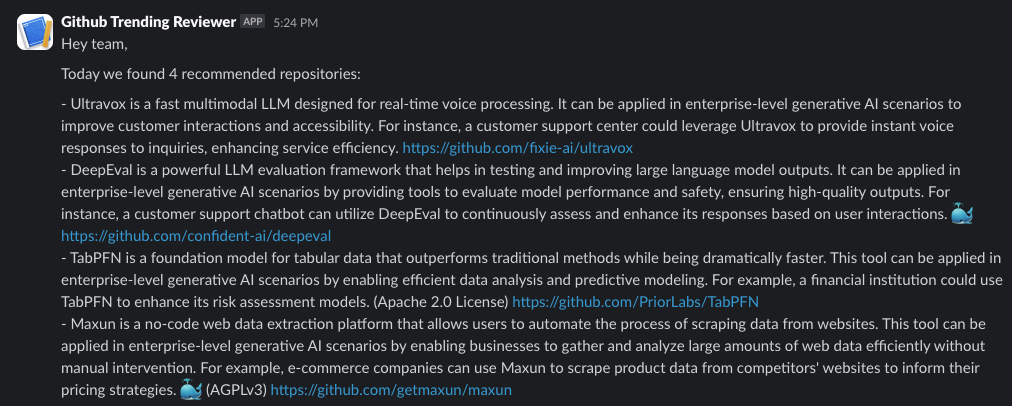 Github Trending Reviewer APP 5:24 PM
Hey team,
Today we found 4 recommended repositories:
- Ultravox is a fast multimodal LLM designed for real-time voice processing. It can be applied in enterprise-level generative AI scenarios to
improve customer interactions and accessibility. For instance, a customer support center could leverage Ultravox to provide instant voice
responses to inquiries, enhancing service efficiency. https://github.com/fixie-ai/ultravox
- DeepEval is a powerful LLM evaluation framework that helps in testing and improving large language model outputs. It can be applied in
enterprise-level generative AI scenarios by providing tools to evaluate model performance and safety, ensuring high-quality outputs. For
instance, a customer support chatbot can utilize DeepEval to continuously assess and enhance its responses based on user interactions. 🐳
https://github.com/confident-ai/deepeval
- TabPFN is a foundation model for tabular data that outperforms traditional methods while being dramatically faster. This tool can be applied in
enterprise-level generative AI scenarios by enabling efficient data analysis and predictive modeling. For example, a financial institution could use
TabPFN to enhance its risk assessment models. (Apache 2.0 License) https://github.com/PriorLabs/TabPFN
- Maxun is a no-code web data extraction platform that allows users to automate the process of scraping data from websites. This tool can be
applied in enterprise-level generative AI scenarios by enabling businesses to gather and analyze large amounts of web data efficiently without
manual intervention. For example, e-commerce companies can use Maxun to scrape product data from competitors' websites to inform their
pricing strategies. 🐳 (AGPLv3) https://github.com/getmaxun/maxun